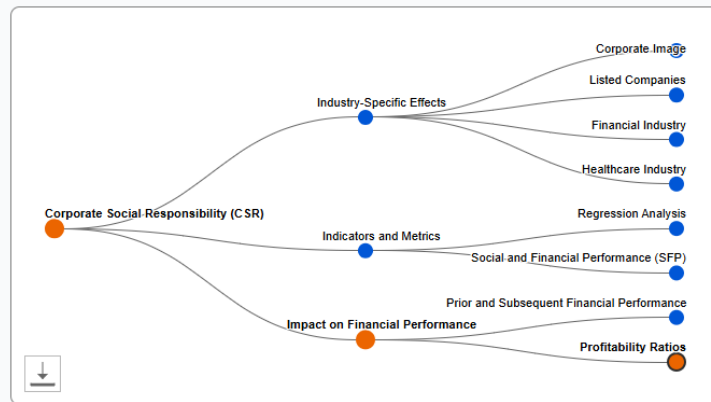 Corporate Image
Listed Companies
Industry-Specific Effects
Financial Industry
Healthcare Industry
Corporate Social Responsibility (CSR)
Regression Analysis
Indicators and Metrics
Social and Financial Performance (SFP)
Prior and Subsequent Financial Performance
Impact on Financial Performance
Profitability Ratios